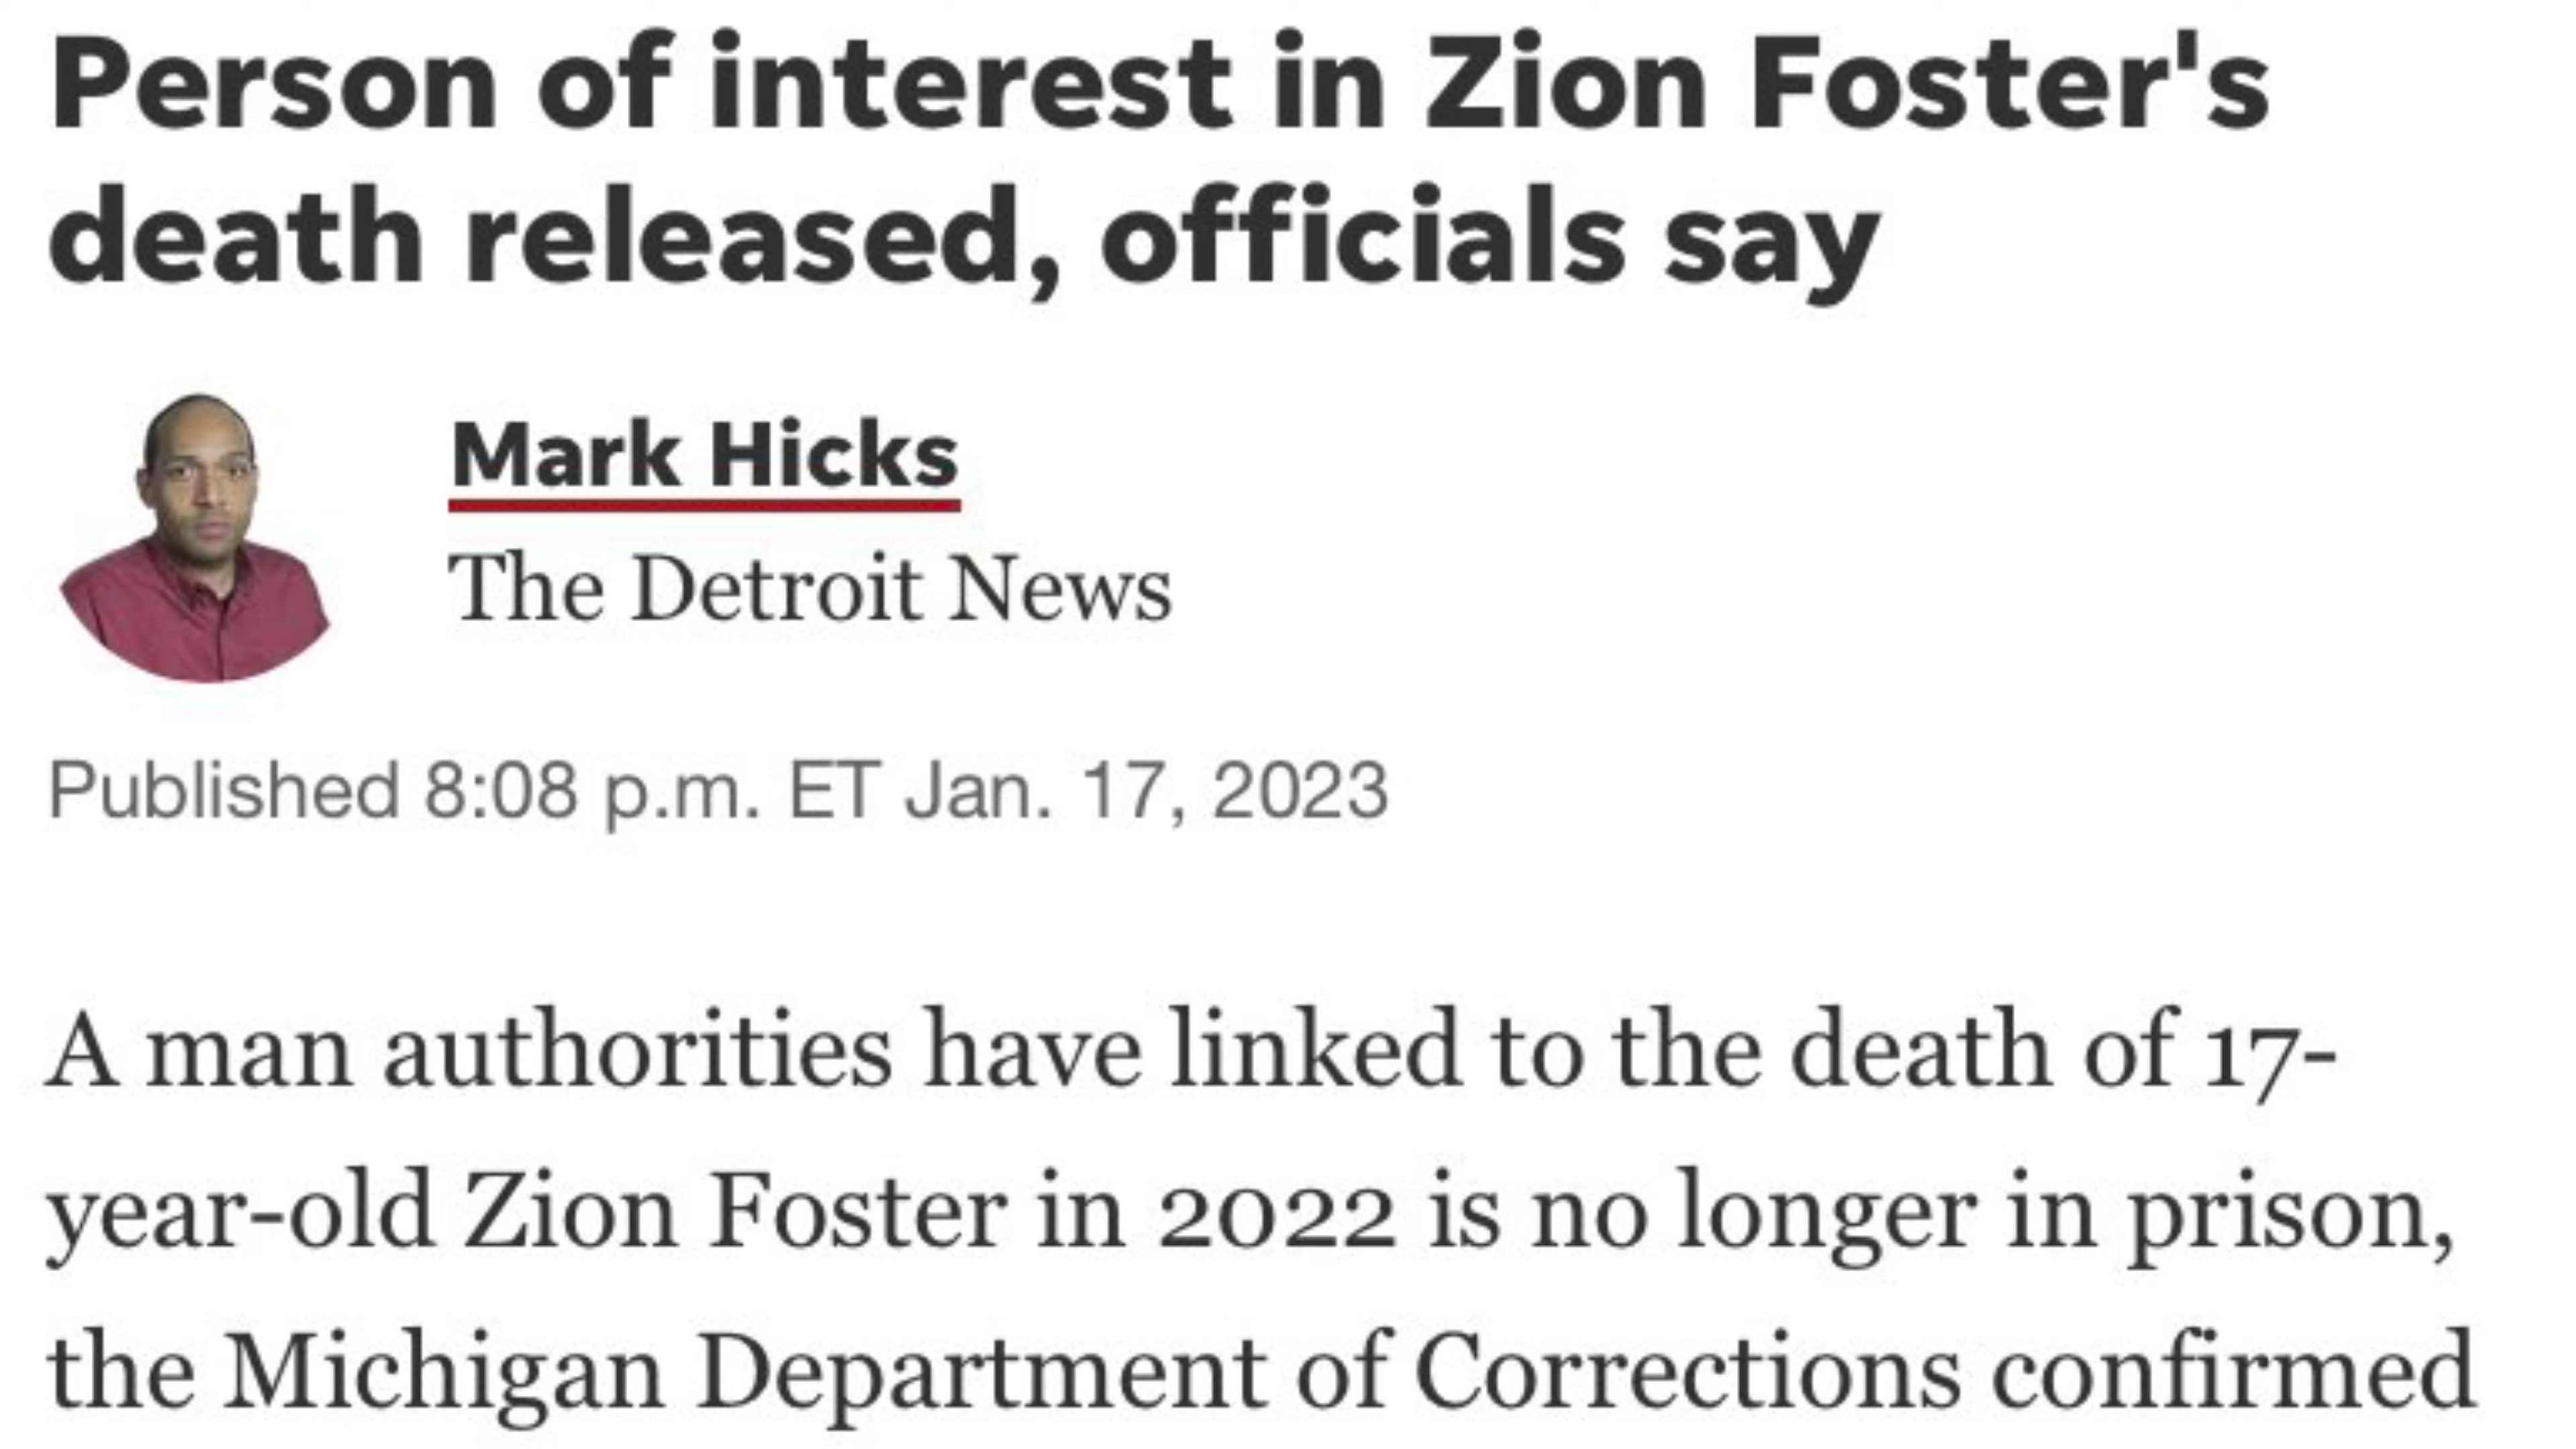 Person of interest in Zion Foster's
death released, officials say
Mark Hicks
The Detroit News
Published 8:08 p.m. ET Jan. 17, 2023
A man authorities have linked to the death of 17-
year-old Zion Foster in 2022 is no longer in prison,
the Michigan Department of Corrections confirmed